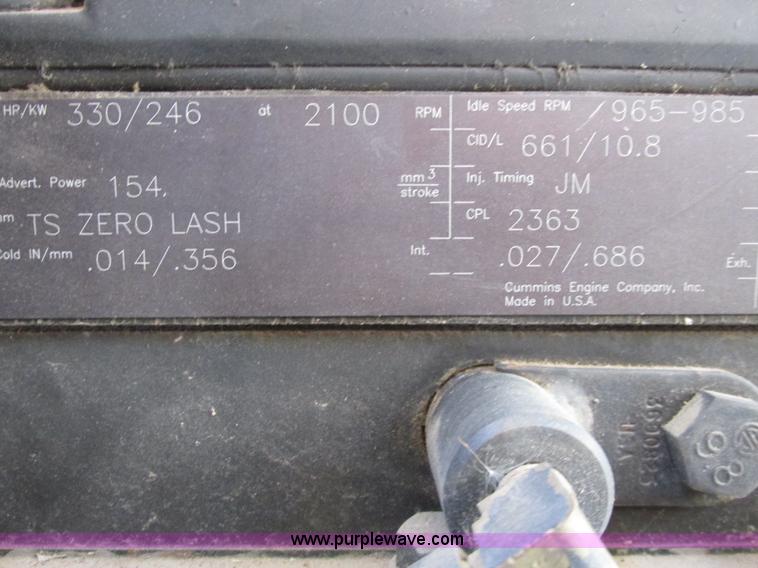 HP/KW 330/246 at 2100 RPM Idle Speed RPM /965-985
CID/L 661/10.8
Advert. Power 154. mm3 stroke Inj. Timing JM
TS ZERO LASH CPL 2363
Cold IN/mm .014/.356 Int. .027/.686 Exh.
Cummins Engine Company, Inc.
Made in U.S.A.
9 8
www.purplewave.com